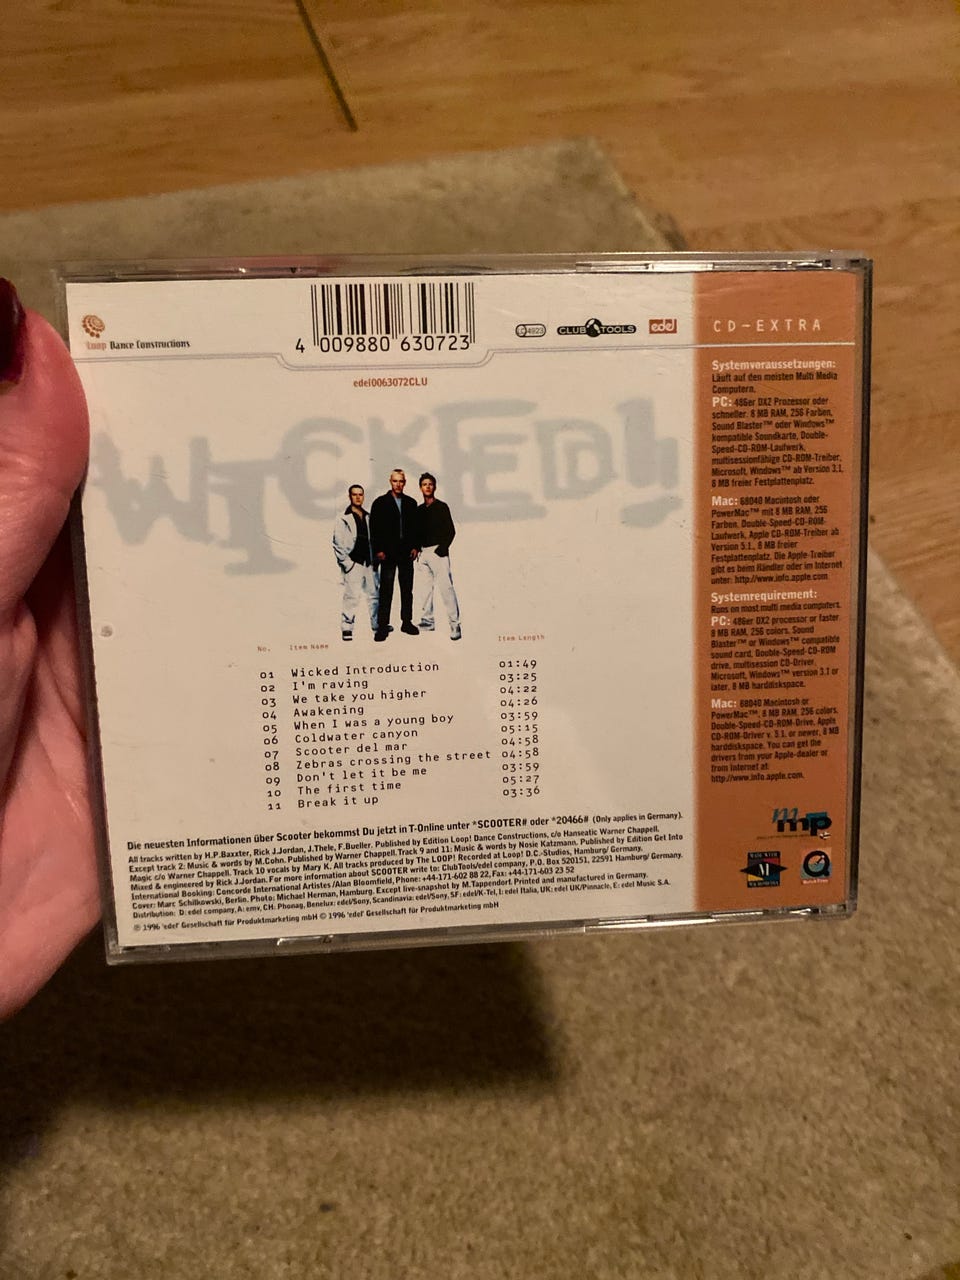 Loop Dance Constructions
4 009880 630723
LC 4923
CLUB TOOLS
edel
CD-EXTRA
edel0063072CLU
WICKED!
No. Item Name Item Length
01 Wicked Introduction 01:49
02 I'm raving 03:25
03 We take you higher 04:22
04 Awakening 04:26
05 When I was a young boy 03:59
06 Coldwater canyon 05:15
07 Scooter del mar 04:58
08 Zebras crossing the street 04:58
09 Don't let it be me 03:59
10 The first time 05:27
11 Break it up 03:36
Die neuesten Informationen über Scooter bekommst Du jetzt in T-Online unter *SCOOTER# oder *20466# (Only applies in Germany).
All tracks written by H.P.Baxxter, Rick J.Jordan, J.Thele, F.Bueller. Published by Edition Loop! Dance Constructions, c/o Hanseatic Warner Chappell.
Except track 2: Music & words by M.Cohn. Published by Warner Chappell. Track 9 and 11: Music & words by Nosie Katzmann, Published by Edition Get Into
Magic c/o Warner Chappell. Track 10 vocals by Mary K. All tracks produced by The LOOP! Recorded at Loop! D.C.-Studios, Hamburg/ Germany.
Mixed & engineered by Rick J.Jordan. For more information about SCOOTER write to: ClubTools/edel company, P.O. Box 520151, 22591 Hamburg/ Germany.
International Booking: Concorde International Artistes/Alan Bloomfield, Phone: +44-171-602 88 22, Fax: +44-171-603 23 52
Cover: Marc Schilkowski, Berlin. Photo: Michael Herman, Hamburg. Except live-snapshot by M.Tappendorf. Printed and manufactured in Germany.
Distribution: D: edel company, A: emv, CH: Phonag, Benelux: edel/Sony, Scandinavia: edel/Sony, SF: edel/K-Tel, I: edel Italia, UK: edel UK/Pinnacle, E: edel Music S.A.
℗ 1996 'edel' Gesellschaft für Produktmarketing mbH © 1996 'edel' Gesellschaft für Produktmarketing mbH
Systemvoraussetzungen:
Läuft auf den meisten Multi Media
Computern.
PC: 486er DX2 Prozessor oder
schneller. 8 MB RAM, 256 Farben,
Sound Blaster™ oder Windows™
kompatible Soundkarte, Double-
Speed-CD-ROM-Laufwerk,
multisessionfähige CD-ROM-Treiber,
Microsoft, Windows™ ab Version 3.1,
8 MB freier Festplattenplatz.
Mac: 68040 Macintosh oder
PowerMac™ mit 8 MB RAM, 256
Farben, Double-Speed-CD-ROM-
Laufwerk, Apple CD-ROM-Treiber ab
Version 5.1., 8 MB freier
Festplattenplatz. Die Apple-Treiber
gibt es beim Händler oder im Internet
unter: http://www.info.apple.com
Systemrequirement:
Runs on most multi media computers.
PC: 486er DX2 processor or faster.
8 MB RAM, 256 colors, Sound
Blaster™ or Windows™ compatible
sound card, Double-Speed-CD-ROM
drive, multisession CD-Driver,
Microsoft, Windows™ version 3.1 or
later, 8 MB harddiskspace.
Mac: 68040 Macintosh or
PowerMac™, 8 MB RAM, 256 colors,
Double-Speed-CD-ROM-Drive, Apple
CD-ROM-Driver v. 5.1. or newer, 8 MB
harddiskspace. You can get the
drivers from your Apple-dealer or
from Internet at:
http://www.info.apple.com.
mmp
MADE WITH
M
MACROMEDIA
QuickTime